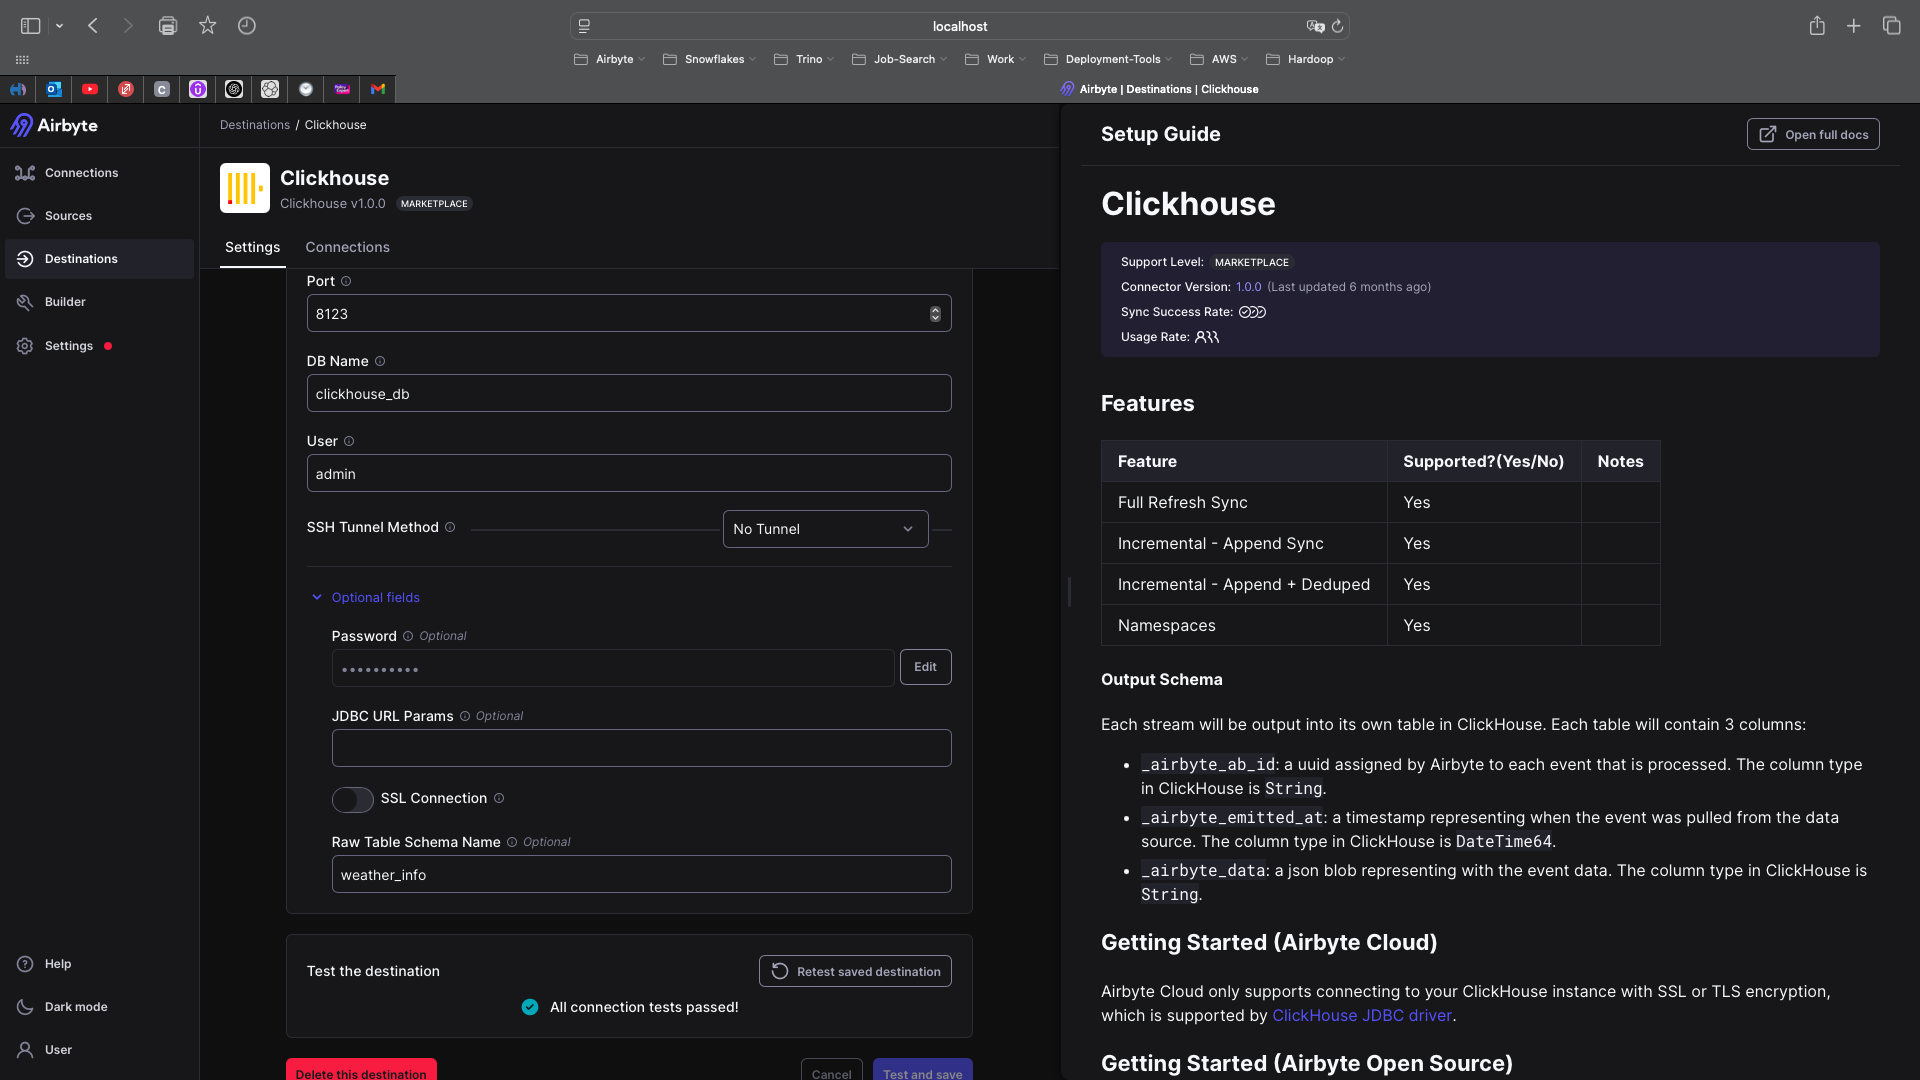 localhost
Airbyte
Snowflakes
Trino
Job-Search
Work
Deployment-Tools
AWS
Hardoop
Airbyte | Destinations | Clickhouse
Airbyte
Connections
Sources
Destinations
Builder
Settings
Help
Dark mode
User
Destinations / Clickhouse
Clickhouse
Clickhouse v1.0.0 MARKETPLACE
Settings Connections
Port
8123
DB Name
clickhouse_db
User
admin
SSH Tunnel Method No Tunnel
Optional fields
Password Optional
•••••••••• Edit
JDBC URL Params Optional
SSL Connection
Raw Table Schema Name Optional
weather_info
Test the destination Retest saved destination
All connection tests passed!
Delete this destination Cancel Test and save
Setup Guide Open full docs
Clickhouse
Support Level: MARKETPLACE
Connector Version: 1.0.0 (Last updated 6 months ago)
Sync Success Rate:
Usage Rate:
Features
Feature Supported?(Yes/No) Notes
Full Refresh Sync Yes
Incremental - Append Sync Yes
Incremental - Append + Deduped Yes
Namespaces Yes
Output Schema
Each stream will be output into its own table in ClickHouse. Each table will contain 3 columns:
• _airbyte_ab_id: a uuid assigned by Airbyte to each event that is processed. The column type
in ClickHouse is String.
• _airbyte_emitted_at: a timestamp representing when the event was pulled from the data
source. The column type in ClickHouse is DateTime64.
• _airbyte_data: a json blob representing with the event data. The column type in ClickHouse is
String.
Getting Started (Airbyte Cloud)
Airbyte Cloud only supports connecting to your ClickHouse instance with SSL or TLS encryption,
which is supported by ClickHouse JDBC driver.
Getting Started (Airbyte Open Source)